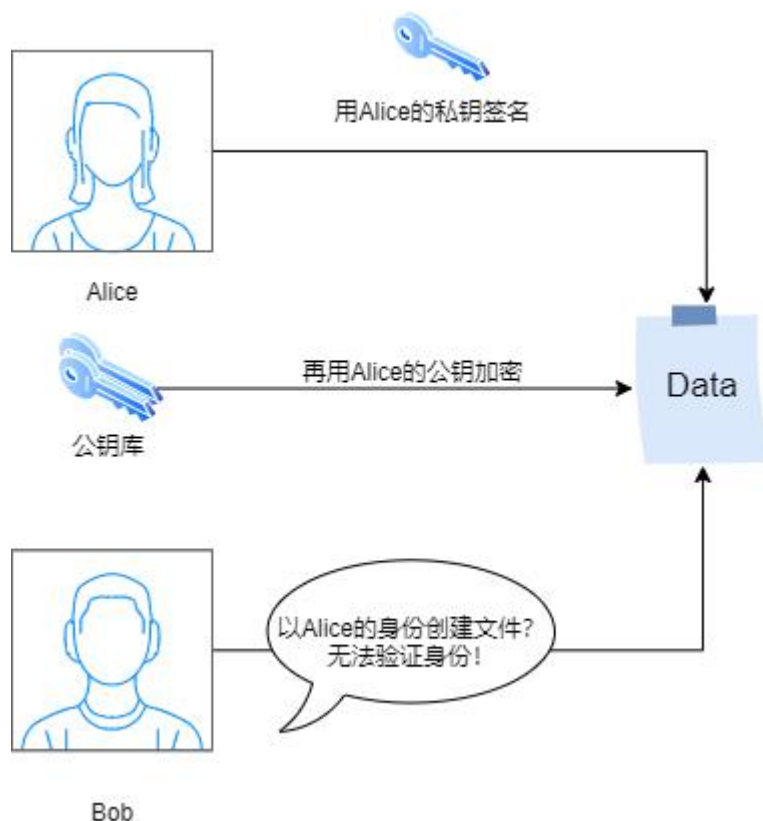 用Alice的私钥签名
Alice
再用Alice的公钥加密
Data
公钥库
以Alice的身份创建文件?
无法验证身份!
Bob